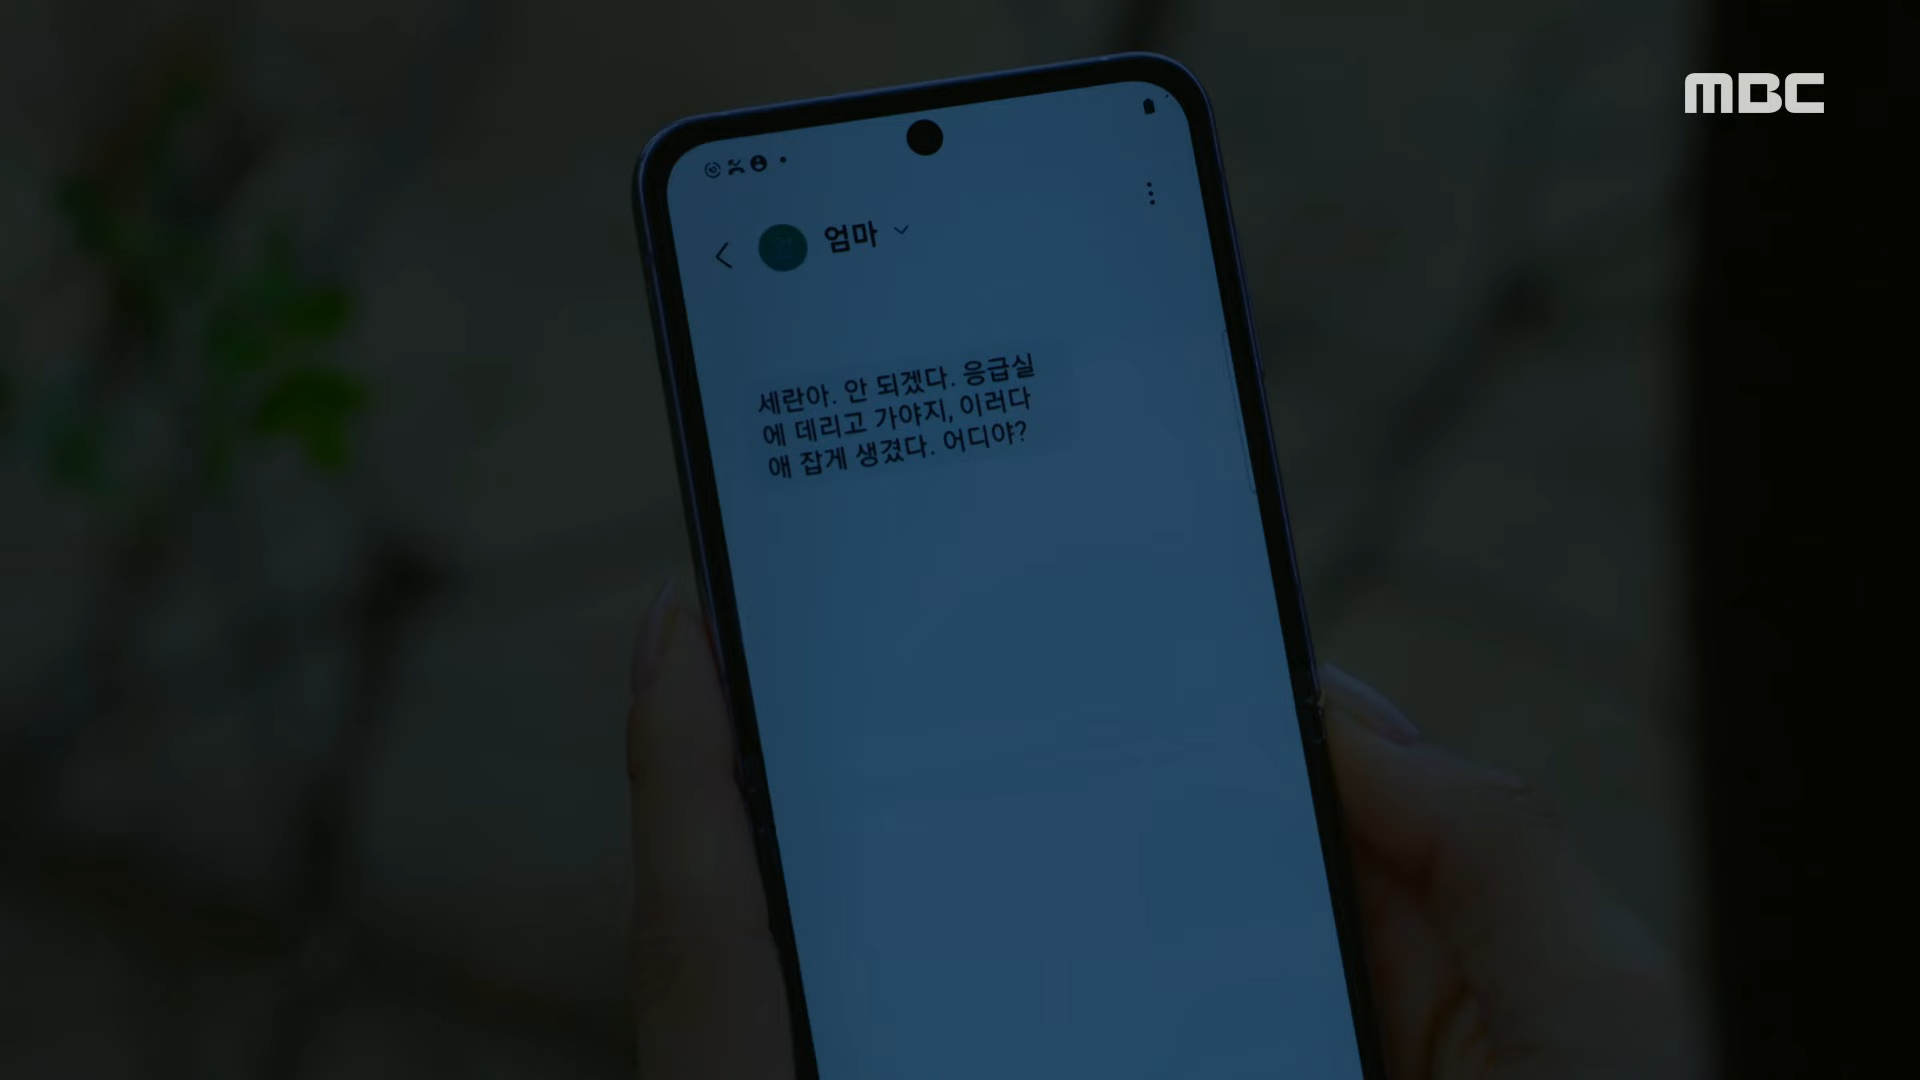 MBC
엄마
세란아. 안 되겠다. 응급실
에 데리고 가야지, 이러다
애 잡게 생겼다. 어디야?